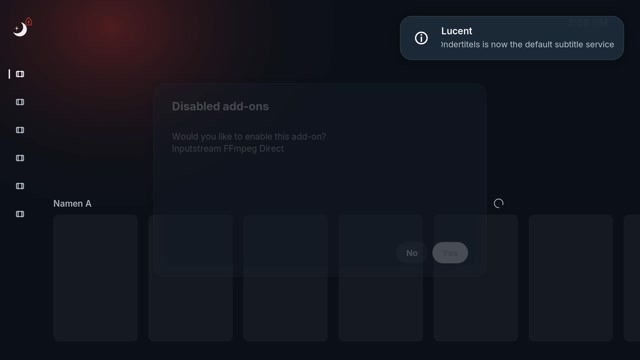 Lucent
Ondertitels is now the default subtitle service
Disabled add-ons
Would you like to enable this add-on?
Inputstream FFmpeg Direct
No
Yes
Namen A